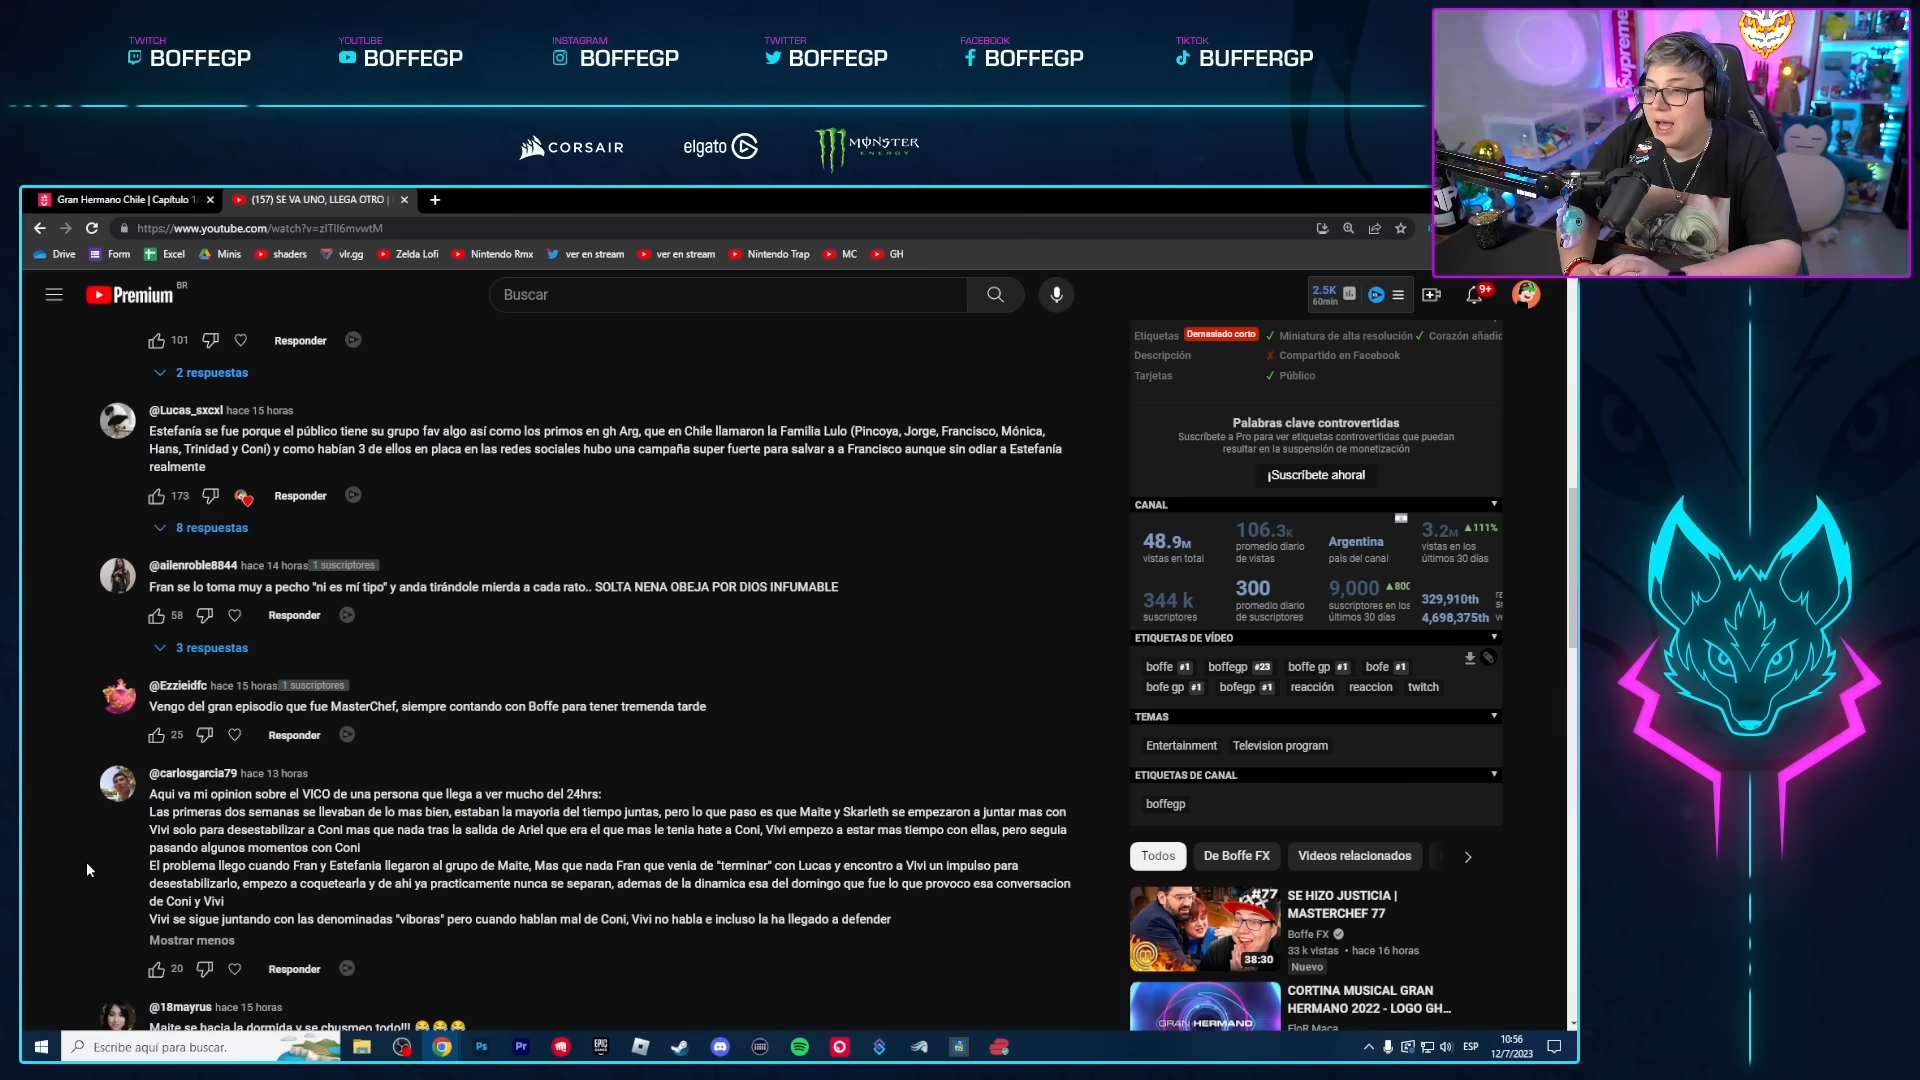 TWITCH
BOFFEGP
YOUTUBE
BOFFEGP
INSTAGRAM
BOFFEGP
TWITTER
BOFFEGP
FACEBOOK
BOFFEGP
TIKTOK
BUFFERGP
Supreme
CORSAIR
elgato
MONSTER
ENERGY
Gran Hermano Chile | Capítulo
(157) SE VA UNO, LLEGA OTRO |
https://www.youtube.com/watch?v=zlTlI6mvwtM
Drive
Form
Excel
Minis
shaders
vlr.gg
Zelda Lofi
Nintendo Rmx
ver en stream
ver en stream
Nintendo Trap
MC
GH
Premium
BR
Buscar
2.5K
60min
9+
101
Responder
2 respuestas
@Lucas_sxcxl hace 15 horas
Estefanía se fue porque el público tiene su grupo fav algo así como los primos en gh Arg, que en Chile llamaron la Familia Lulo (Pincoya, Jorge, Francisco, Mónica,
Hans, Trinidad y Coni) y como habían 3 de ellos en placa en las redes sociales hubo una campaña super fuerte para salvar a a Francisco aunque sin odiar a Estefanía
realmente
173
Responder
8 respuestas
@ailenroble8844 hace 14 horas 1 suscriptores
Fran se lo toma muy a pecho "ni es mí tipo" y anda tirándole mierda a cada rato.. SOLTA NENA OBEJA POR DIOS INFUMABLE
58
Responder
3 respuestas
@Ezzieidfc hace 15 horas 1 suscriptores
Vengo del gran episodio que fue MasterChef, siempre contando con Boffe para tener tremenda tarde
25
Responder
@carlosgarcia79 hace 13 horas
Aqui va mi opinion sobre el VICO de una persona que llega a ver mucho del 24hrs:
Las primeras dos semanas se llevaban de lo mas bien, estaban la mayoria del tiempo juntas, pero lo que paso es que Maite y Skarleth se empezaron a juntar mas con
Vivi solo para desestabilizar a Coni mas que nada tras la salida de Ariel que era el que mas le tenia hate a Coni, Vivi empezo a estar mas tiempo con ellas, pero seguia
pasando algunos momentos con Coni
El problema llego cuando Fran y Estefania llegaron al grupo de Maite, Mas que nada Fran que venia de "terminar" con Lucas y encontro a Vivi un impulso para
desestabilizarlo, empezo a coquetearla y de ahi ya practicamente nunca se separan, ademas de la dinamica esa del domingo que fue lo que provoco esa conversacion
de Coni y Vivi
Vivi se sigue juntando con las denominadas "viboras" pero cuando hablan mal de Coni, Vivi no habla e incluso la ha llegado a defender
Mostrar menos
20
Responder
@18mayrus hace 15 horas
Maite se hacia la dormida y se chusmeo todo!!! 😂😂😂
Etiquetas Demasiado corto
✓ Miniatura de alta resolución ✓ Corazón añadic
Descripción
✗ Compartido en Facebook
Tarjetas
✓ Público
Palabras clave controvertidas
Suscríbete a Pro para ver etiquetas controvertidas que puedan
resultar en la suspensión de monetización
¡Suscríbete ahora!
CANAL
48.9M
vistas en total
106.3K
promedio diario
de vistas
Argentina
país del canal
3.2M ▲111%
vistas en los
últimos 30 días
344 k
suscriptores
300
promedio diario
de suscriptores
9,000 ▲800
suscriptores en los
últimos 30 días
329,910th
4,698,375th
ETIQUETAS DE VÍDEO
boffe #1
boffegp #23
boffe gp #1
bofe #1
bofe gp #1
bofegp #1
reacción
reaccion
twitch
TEMAS
Entertainment
Television program
ETIQUETAS DE CANAL
boffegp
Todos
De Boffe FX
Videos relacionados
#77
38:30
SE HIZO JUSTICIA |
MASTERCHEF 77
Boffe FX
33 k vistas • hace 16 horas
Nuevo
GRAN HERMANO
CORTINA MUSICAL GRAN
HERMANO 2022 - LOGO GH...
FloR Maca
Escribe aquí para buscar.
Ps
Pr
EPIC
ESP
10:56
12/7/2023